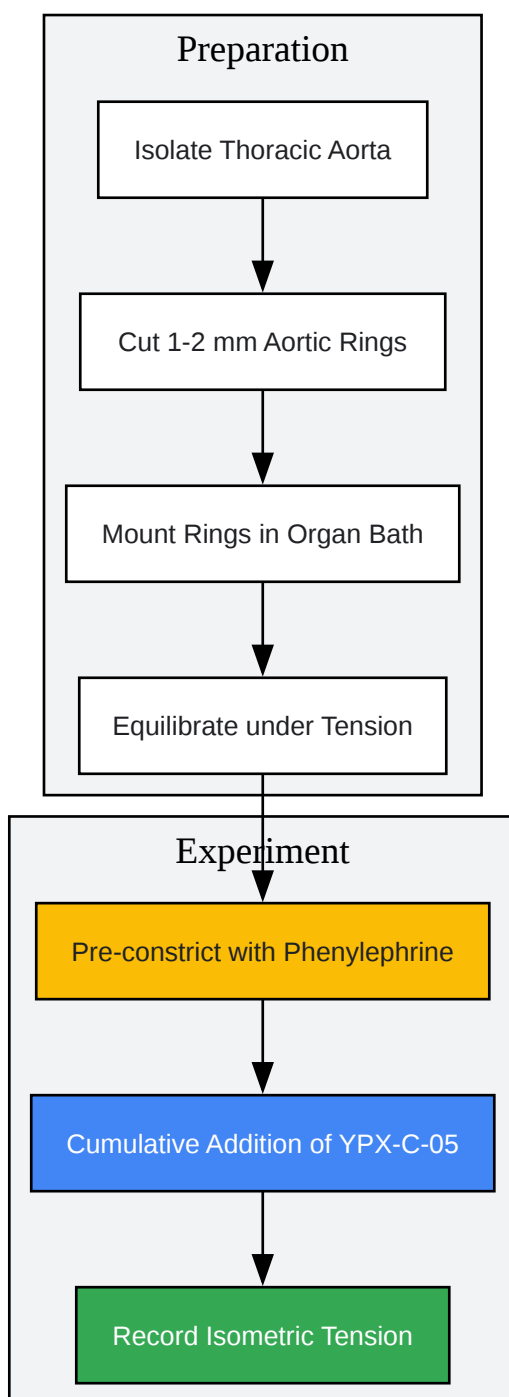 Preparation
Isolate Thoracic Aorta
Cut 1-2 mm Aortic Rings
Mount Rings in Organ Bath
Equilibrate under Tension
Experiment
Pre-constrict with Phenylephrine
Cumulative Addition of YPX-C-05
Record Isometric Tension